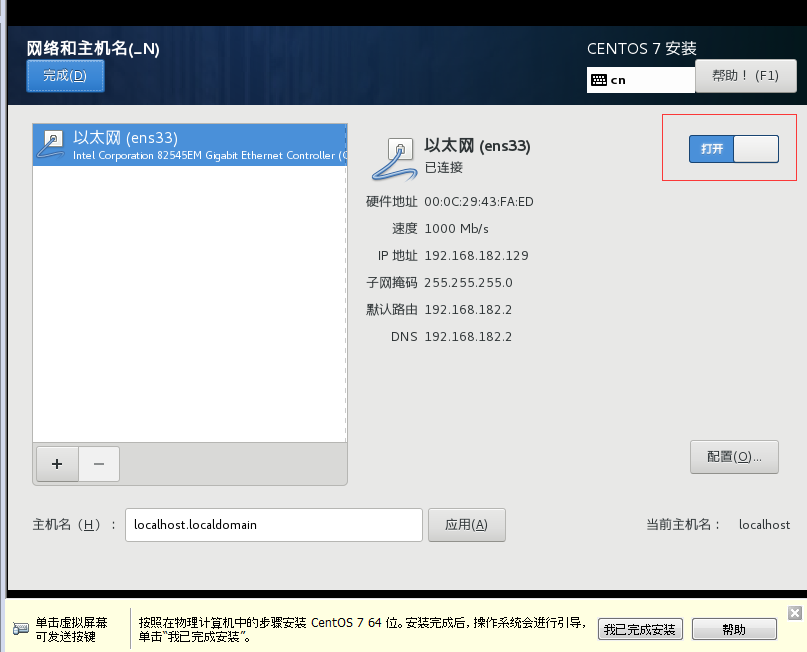 网络和主机名(_N)
CENTOS 7 安装
完成(D)
cn
帮助！ (F1)
以太网 (ens33)
Intel Corporation 82545EM Gigabit Ethernet Controller (
以太网 (ens33)
已连接
打开
硬件地址 00:0C:29:43:FA:ED
速度 1000 Mb/s
IP 地址 192.168.182.129
子网掩码 255.255.255.0
默认路由 192.168.182.2
DNS 192.168.182.2
+ −
配置(O)...
主机名（H）： localhost.localdomain
应用(A)
当前主机名： localhost
单击虚拟屏幕
可发送按键
按照在物理计算机中的步骤安装 CentOS 7 64 位。安装完成后，操作系统会进行引导，
单击“我已完成安装”。
我已完成安装
帮助